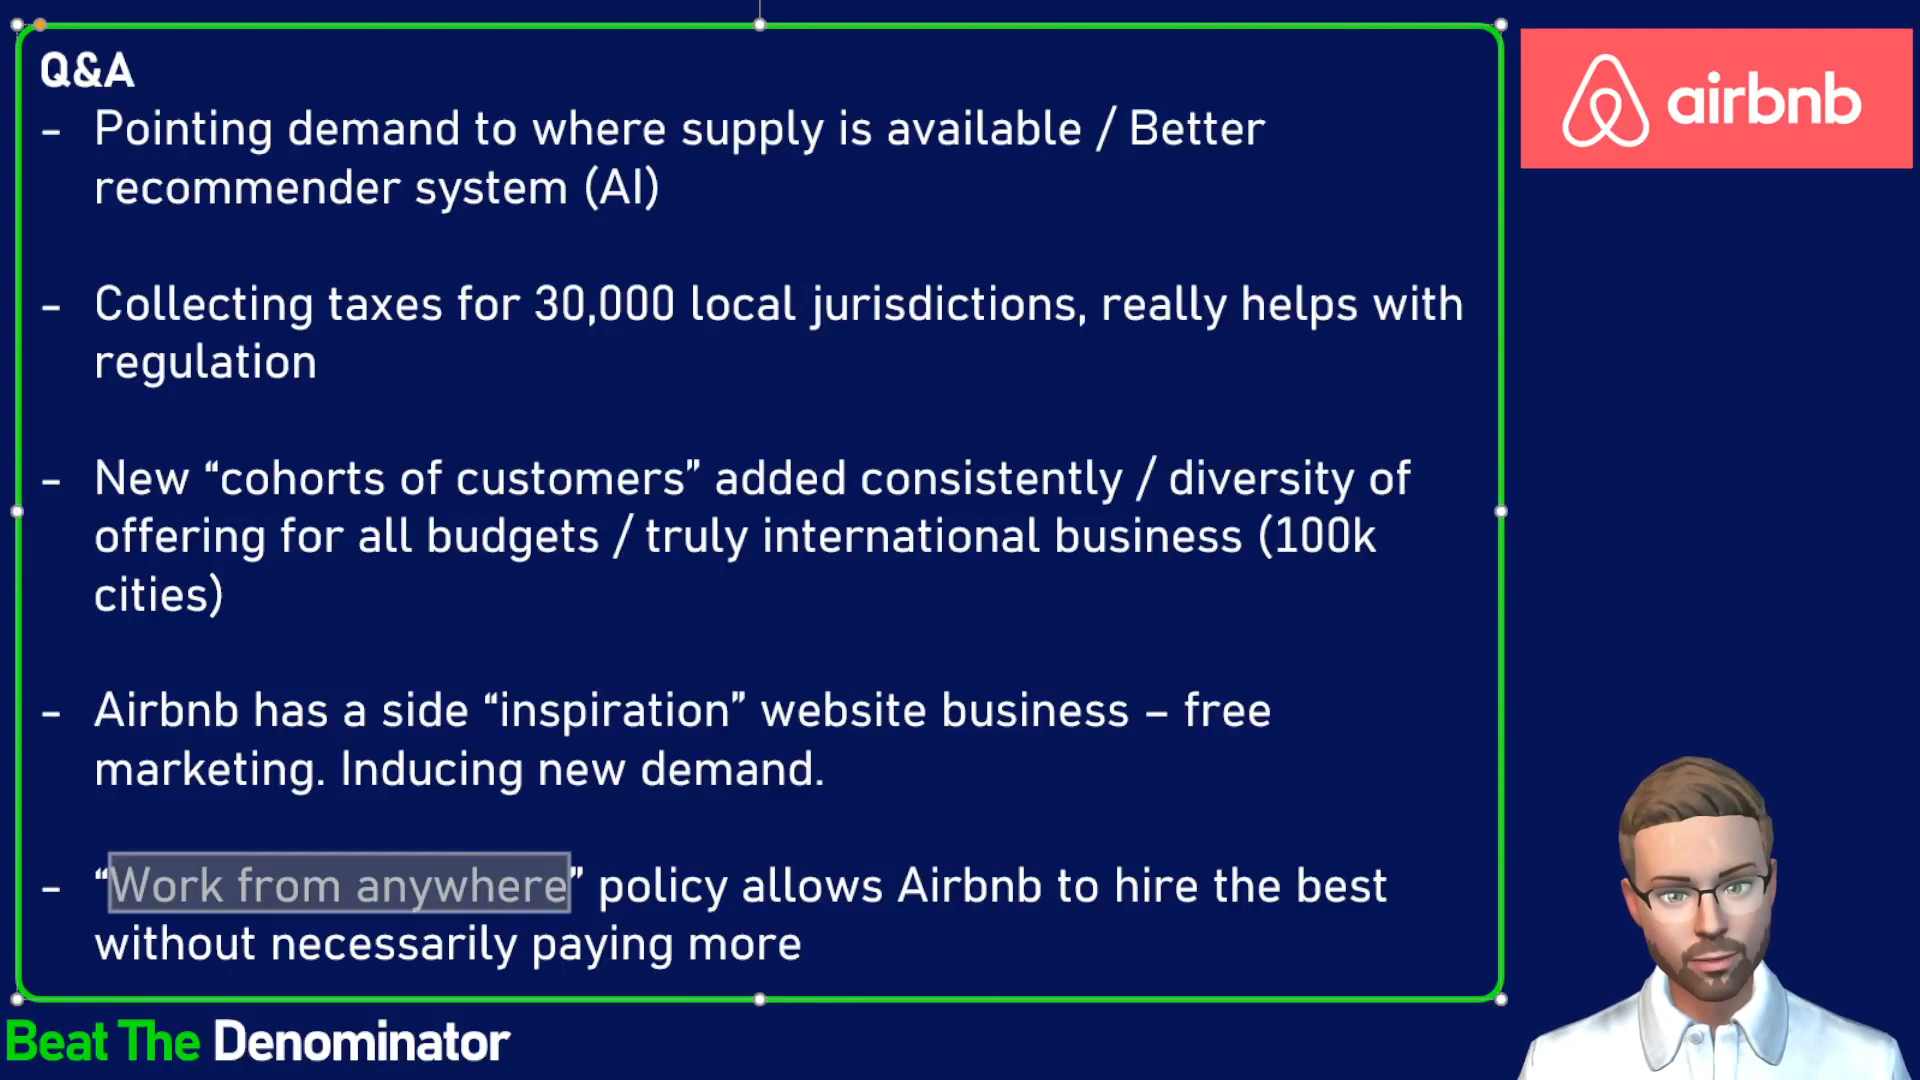 Q&A
- Pointing demand to where supply is available / Better
recommender system (AI)
- Collecting taxes for 30,000 local jurisdictions, really helps with
regulation
- New “cohorts of customers” added consistently / diversity of
offering for all budgets / truly international business (100k
cities)
- Airbnb has a side “inspiration” website business – free
marketing. Inducing new demand.
- “Work from anywhere” policy allows Airbnb to hire the best
without necessarily paying more
airbnb
Beat The Denominator